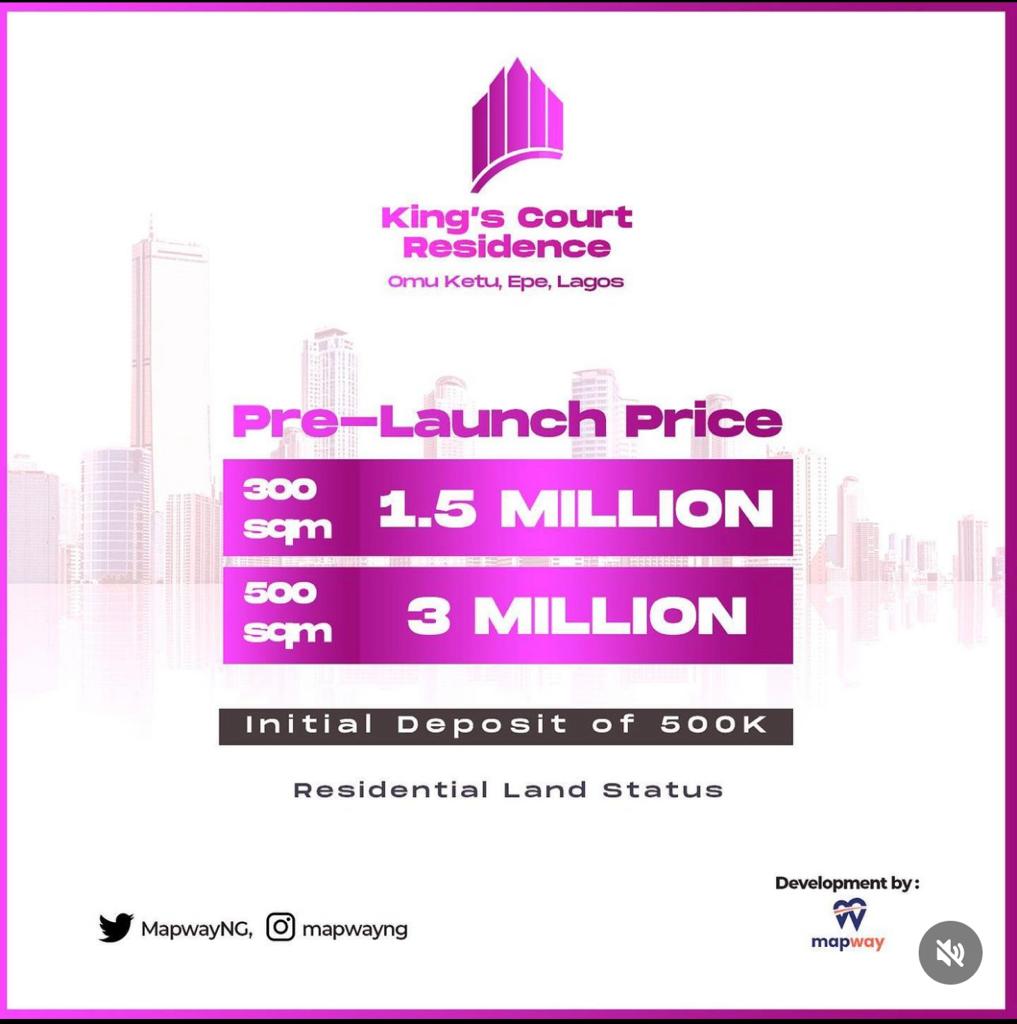 King's Court
Residence
Omu Ketu, Epe, Lagos
Pre-Launch Price
300
sqm
1.5 MILLION
500
sqm
3 MILLION
Initial Deposit of 500K
Residential Land Status
MapwayNG, mapwayng
Development by :
mapway